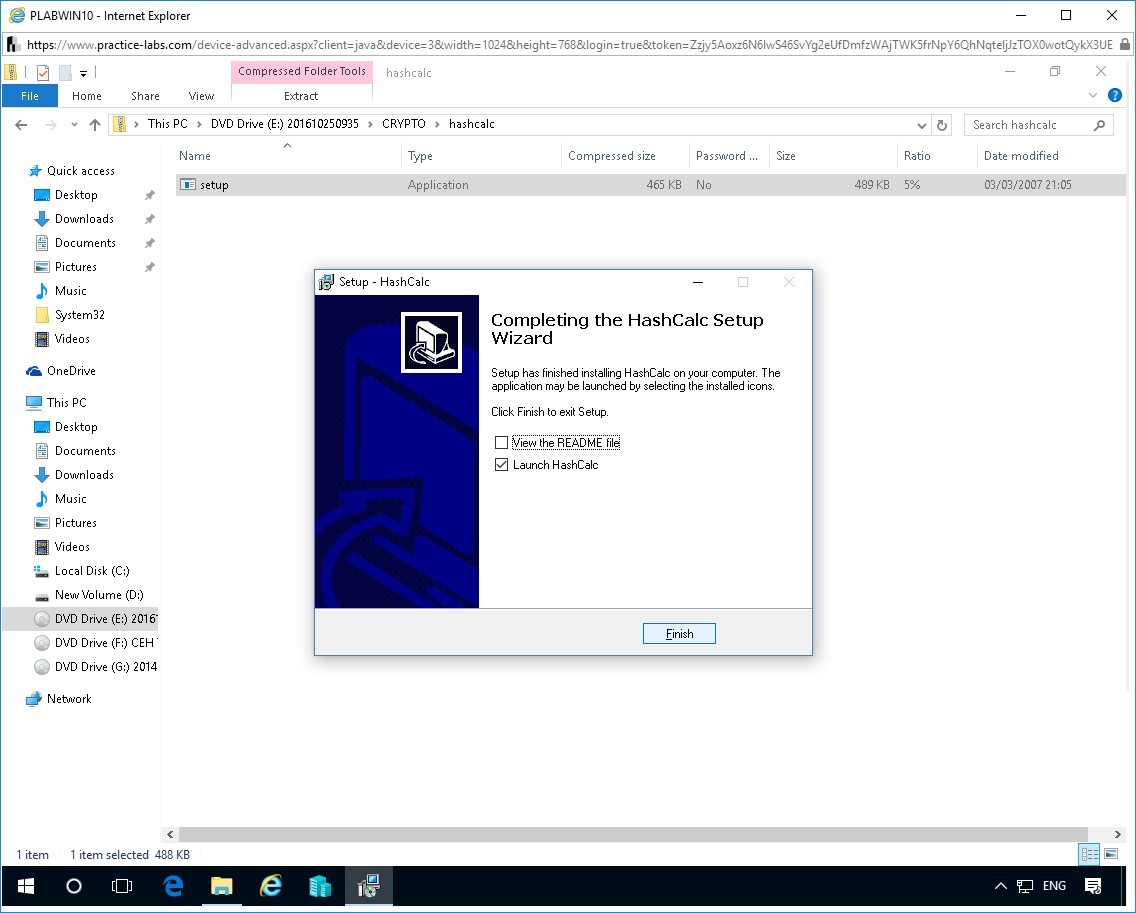 PLABWIN10 - Internet Explorer
https://www.practice-labs.com/device-advanced.aspx?client=java&device=3&width=1024&height=768&login=true&token=Zzjy5Aoxz6N6IwS46SvYg2eUfDmfzWAjTWK5frNpY6QhNqteIjJzTOX0wotQykX3UE
Compressed Folder Tools
hashcalc
File
Home
Share
View
Extract
This PC
DVD Drive (E:) 201610250935
CRYPTO
hashcalc
Search hashcalc
Name
Type
Compressed size
Password ...
Size
Ratio
Date modified
setup
Application
465 KB
No
489 KB
5%
03/03/2007 21:05
Quick access
Desktop
Downloads
Documents
Pictures
Music
System32
Videos
OneDrive
This PC
Desktop
Documents
Downloads
Music
Pictures
Videos
Local Disk (C:)
New Volume (D:)
DVD Drive (E:) 2016
DVD Drive (F:) CEH
DVD Drive (G:) 2014
Network
Setup - HashCalc
Completing the HashCalc Setup
Wizard
Setup has finished installing HashCalc on your computer. The
application may be launched by selecting the installed icons.
Click Finish to exit Setup.
View the README file
Launch HashCalc
Finish
1 item
1 item selected 488 KB
ENG